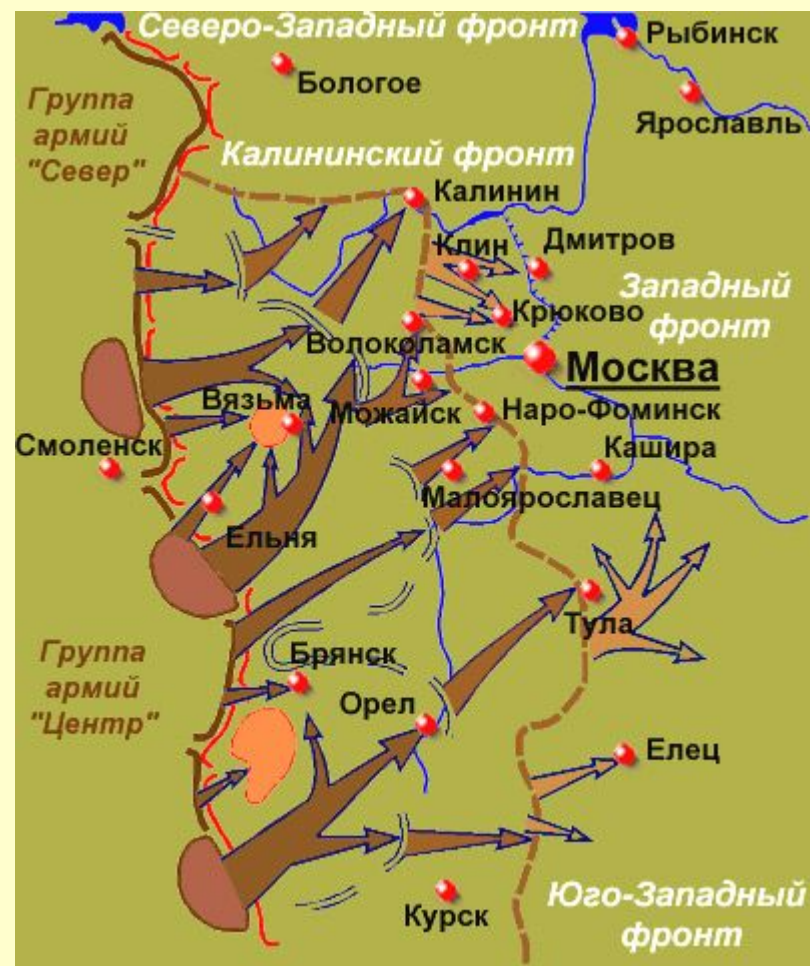 Северо-Западный фронт
Рыбинск
Бологое
Группа
армий
"Север"
Ярославль
Калининский фронт
Калинин
Клин
Дмитров
Западный
фронт
Крюково
Волоколамск
Москва
Вязьма
Можайск
Наро-Фоминск
Смоленск
Кашира
Малоярославец
Ельня
Тула
Группа
армий
"Центр"
Брянск
Орел
Елец
Курск
Юго-Западный
фронт